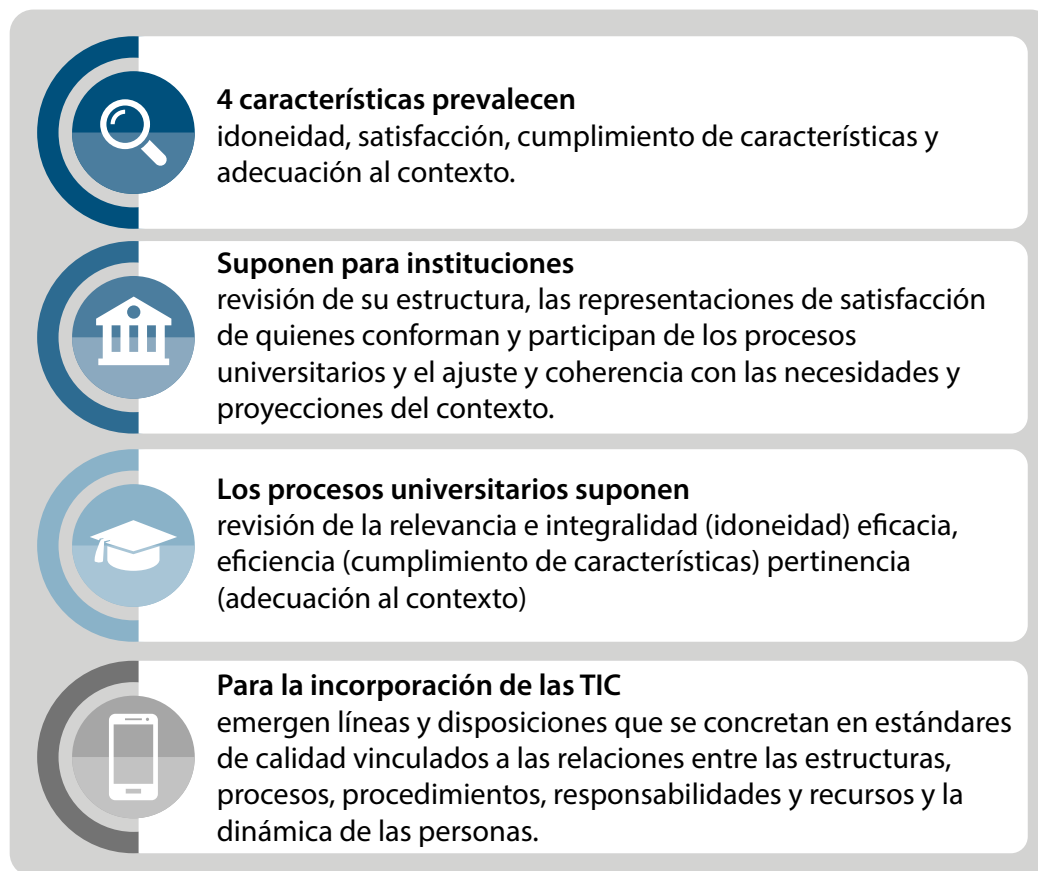 4 características prevalecen
idoneidad, satisfacción, cumplimiento de características y
adecuación al contexto.
Suponen para instituciones
revisión de su estructura, las representaciones de satisfacción
de quienes conforman y participan de los procesos
universitarios y el ajuste y coherencia con las necesidades y
proyecciones del contexto.
Los procesos universitarios suponen
revisión de la relevancia e integralidad (idoneidad) eficacia,
eficiencia (cumplimiento de características) pertinencia
(adecuación al contexto)
Para la incorporación de las TIC
emergen líneas y disposiciones que se concretan en estándares
de calidad vinculados a las relaciones entre las estructuras,
procesos, procedimientos, responsabilidades y recursos y la
dinámica de las personas.